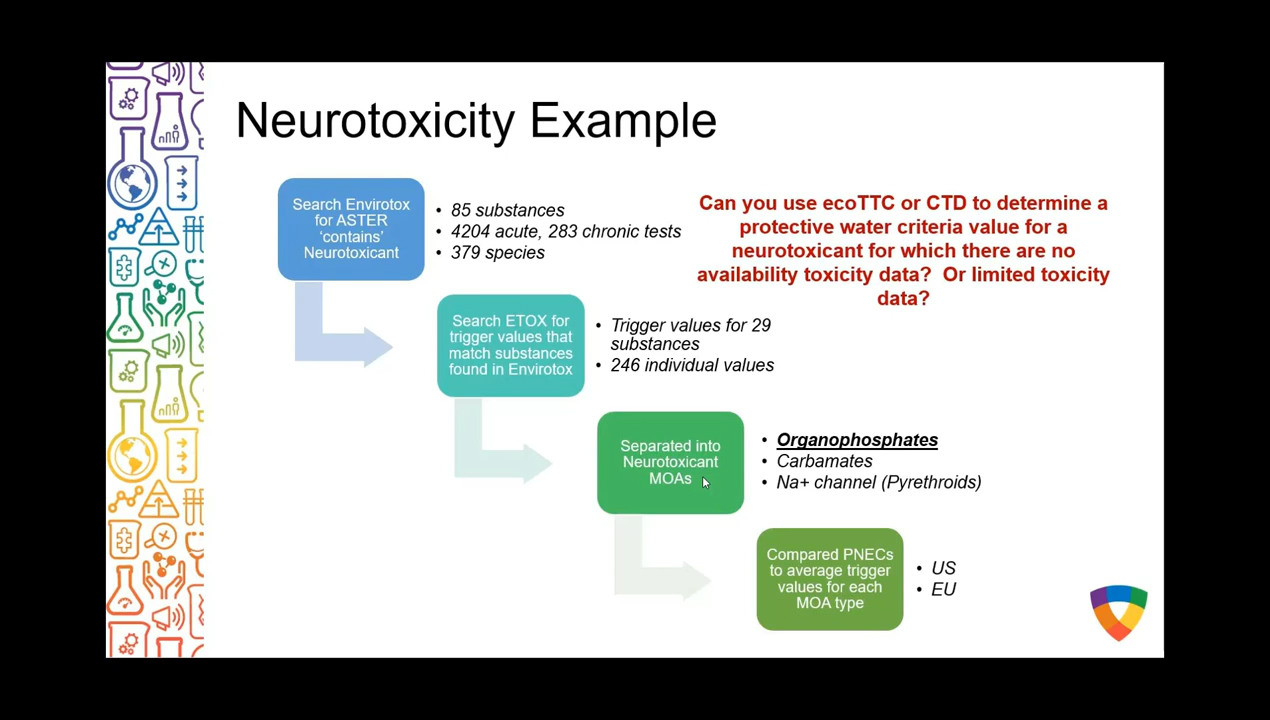 Neurotoxicity Example
Search Envirotox
for ASTER
‘contains’
Neurotoxicant
• 85 substances
• 4204 acute, 283 chronic tests
• 379 species
Can you use ecoTTC or CTD to determine a
protective water criteria value for a
neurotoxicant for which there are no
availability toxicity data? Or limited toxicity
data?
Search ETOX for
trigger values that
match substances
found in Envirotox
• Trigger values for 29
substances
• 246 individual values
Separated into
Neurotoxicant
MOAs
• Organophosphates
• Carbamates
• Na+ channel (Pyrethroids)
Compared PNECs
to average trigger
values for each
MOA type
• US
• EU